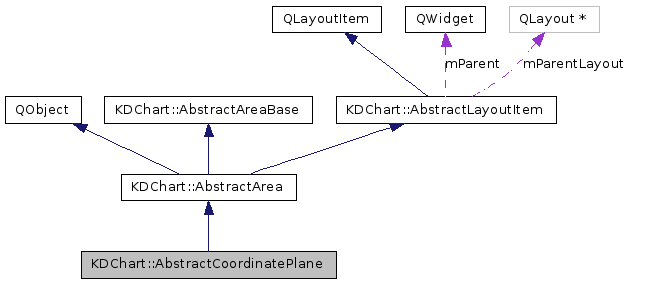 QLayoutItem
QWidget
QLayout *
mParent
mParentLayout
QObject
KDChart::AbstractAreaBase
KDChart::AbstractLayoutItem
KDChart::AbstractArea
KDChart::AbstractCoordinatePlane